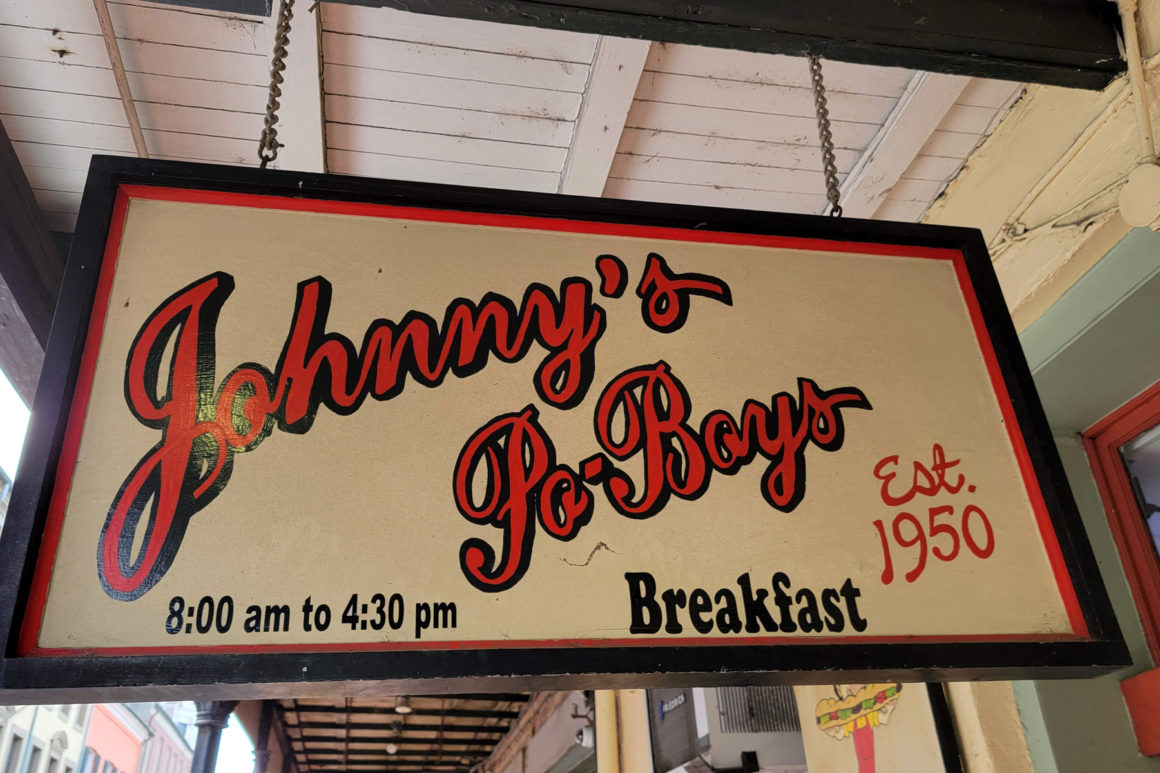 Johnny's
Po-Boys
Est.
1950
8:00 am to 4:30 pm
Breakfast